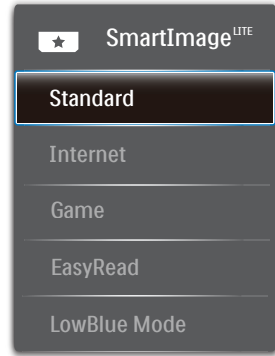 SmartImage LITE
Standard
Internet
Game
EasyRead
LowBlue Mode